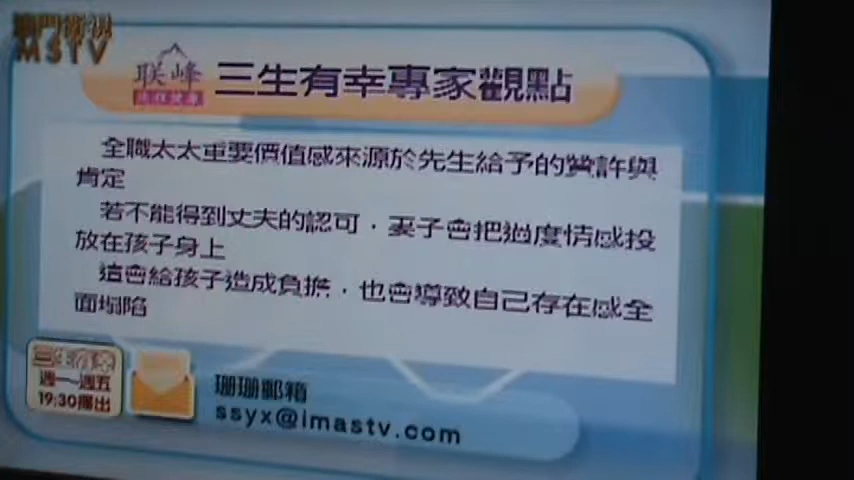 澳門衛視
MSTV
联峰
三生有幸專家觀點
全職太太重要價值感來源於先生給予的贊許與
肯定
若不能得到丈夫的認可，妻子會把過度情感投
放在孩子身上
這會給孩子造成負擔，也會導致自己存在感全
面塌陷
三生有幸
週一~週五
19:30播出
珊珊郵箱
ssyx@imastv.com